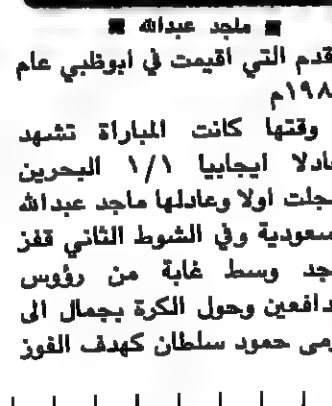 ■ ماجد عبدالله ■
قدم التي اقيمت في ابوظبي عام
٩٨١م
وقتها كانت المباراة تشهد
عادلا ايجابيا ١/١ البحرين
جلت اولا وعادلها ماجد عبدالله
سعودية وفي الشوط الثاني قفز
جد وسط غابة من رؤوس
دافعين وحول الكرة بجمال الى
رمى حمود سلطان كهدف الفوز